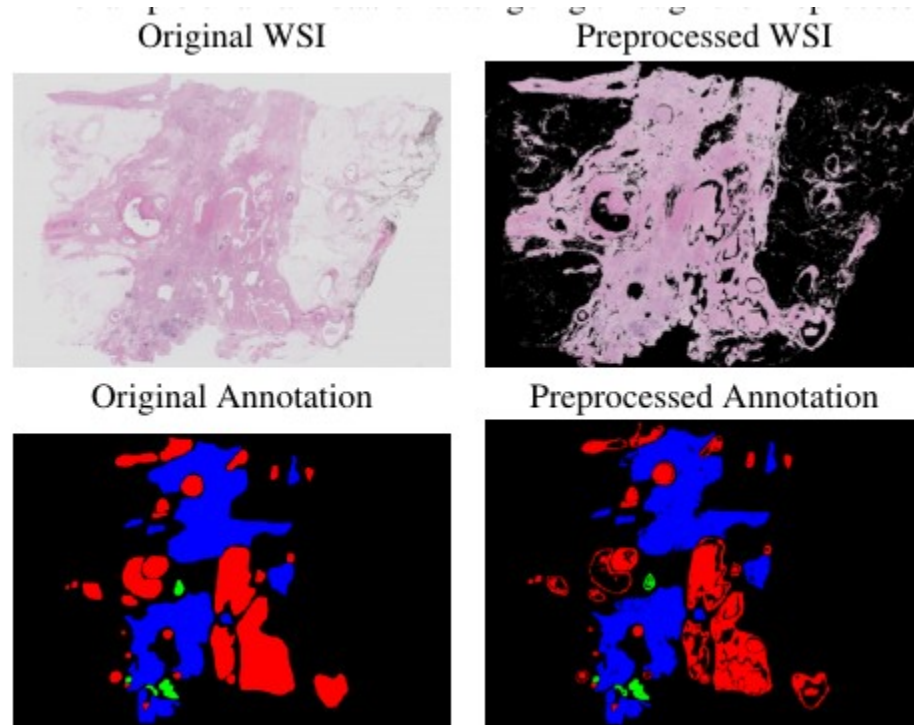 Original WSI
Preprocessed WSI
Original Annotation
Preprocessed Annotation